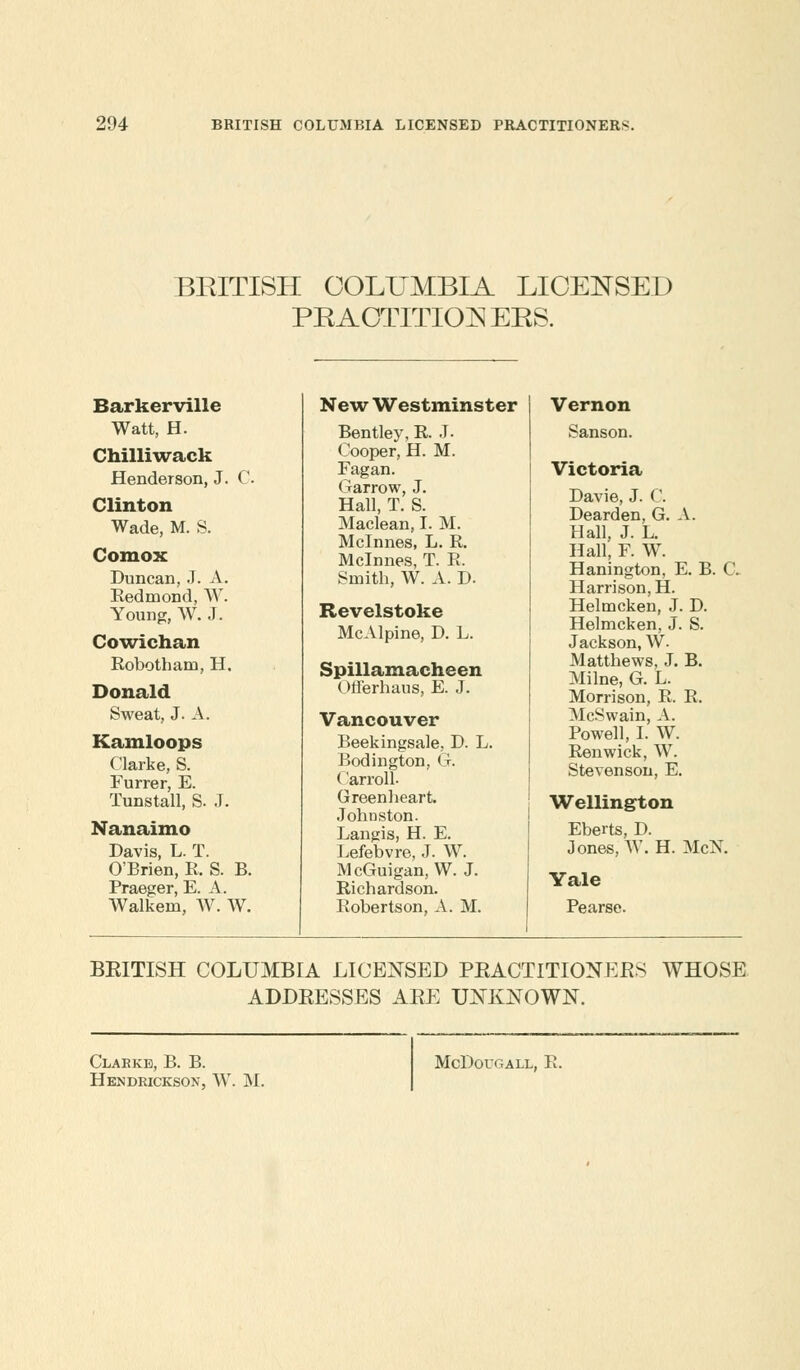 294 BRITISH COLUMBIA LICENSED PRACTITIONERS.
BRITISH COLUMBIA LICENSED
PRACTITIONERS.
Barkerville
Watt, H.
Chilliwack
Henderson, J. C.
Clinton
Wade, M. S.
Comox
Duncan, J. A.
Redmond, W.
Young, W. J.
Cowichan
Robotham, H.
Donald
Sweat, J. A.
Kamloops
Clarke, S.
Furrer, E.
Tunstall, S. J.
Nanaimo
Davis, L. T.
O'Brien, R. S. B.
Praeger, E. A.
Walkem, W. W.
New Westminster
Bentley, R. J.
Cooper, H. M.
Fagan.
Garrow, J.
Hall, T. S.
Maclean, I. M.
McInnes, L. R.
McInnes, T. R.
Smith, W. A. D.
Revelstoke
McAlpine, D. L.
Spillamacheen
Offerhaus, E. J.
Vancouver
Beekingsale, D. L.
Bodington, G.
Carroll.
Greenheart.
Johnston.
Langis, H. E.
Lefebvre, J. W.
McGuigan, W. J.
Richardson.
Robertson, A. M.
Vernon
Sanson.
Victoria
Davie, J. C.
Dearden, G. A.
Hall, J. L.
Hall, F. W.
Hanington, E. B. C.
Harrison, H.
Helmcken, J. D.
Helmcken, J. S.
Jackson, W.
Matthews, J. B.
Milne, G. L.
Morrison, R. R.
McSwain, A.
Powell, I. W.
Renwick, W.
Stevenson, E.
Wellington
Eberts, D.
Jones, W. H. McN.
Yale
Pearse.
BRITISH COLUMBIA LICENSED PRACTITIONERS WHOSE
ADDRESSES ARE UNKNOWN.
CLARKE, B. B.
HENDRICKSON, W. M.
McDOUGALL, R.